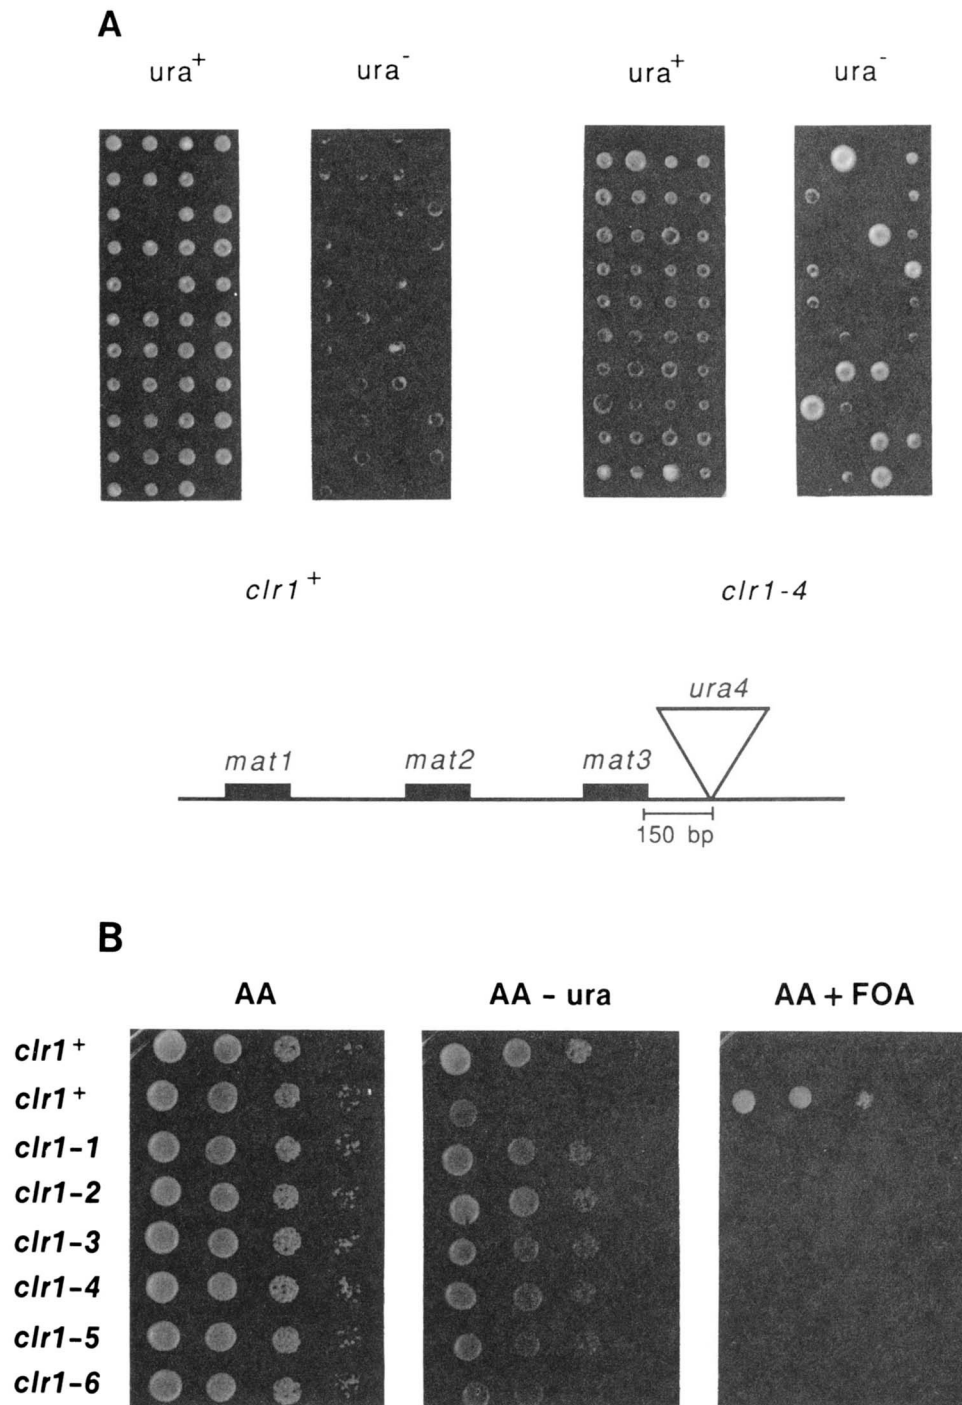 A
ura+ ura- ura+ ura-
clr1+ clr1-4
ura4
mat1 mat2 mat3
150 bp
B
AA AA - ura AA + FOA
clr1+
clr1+
clr1-1
clr1-2
clr1-3
clr1-4
clr1-5
clr1-6